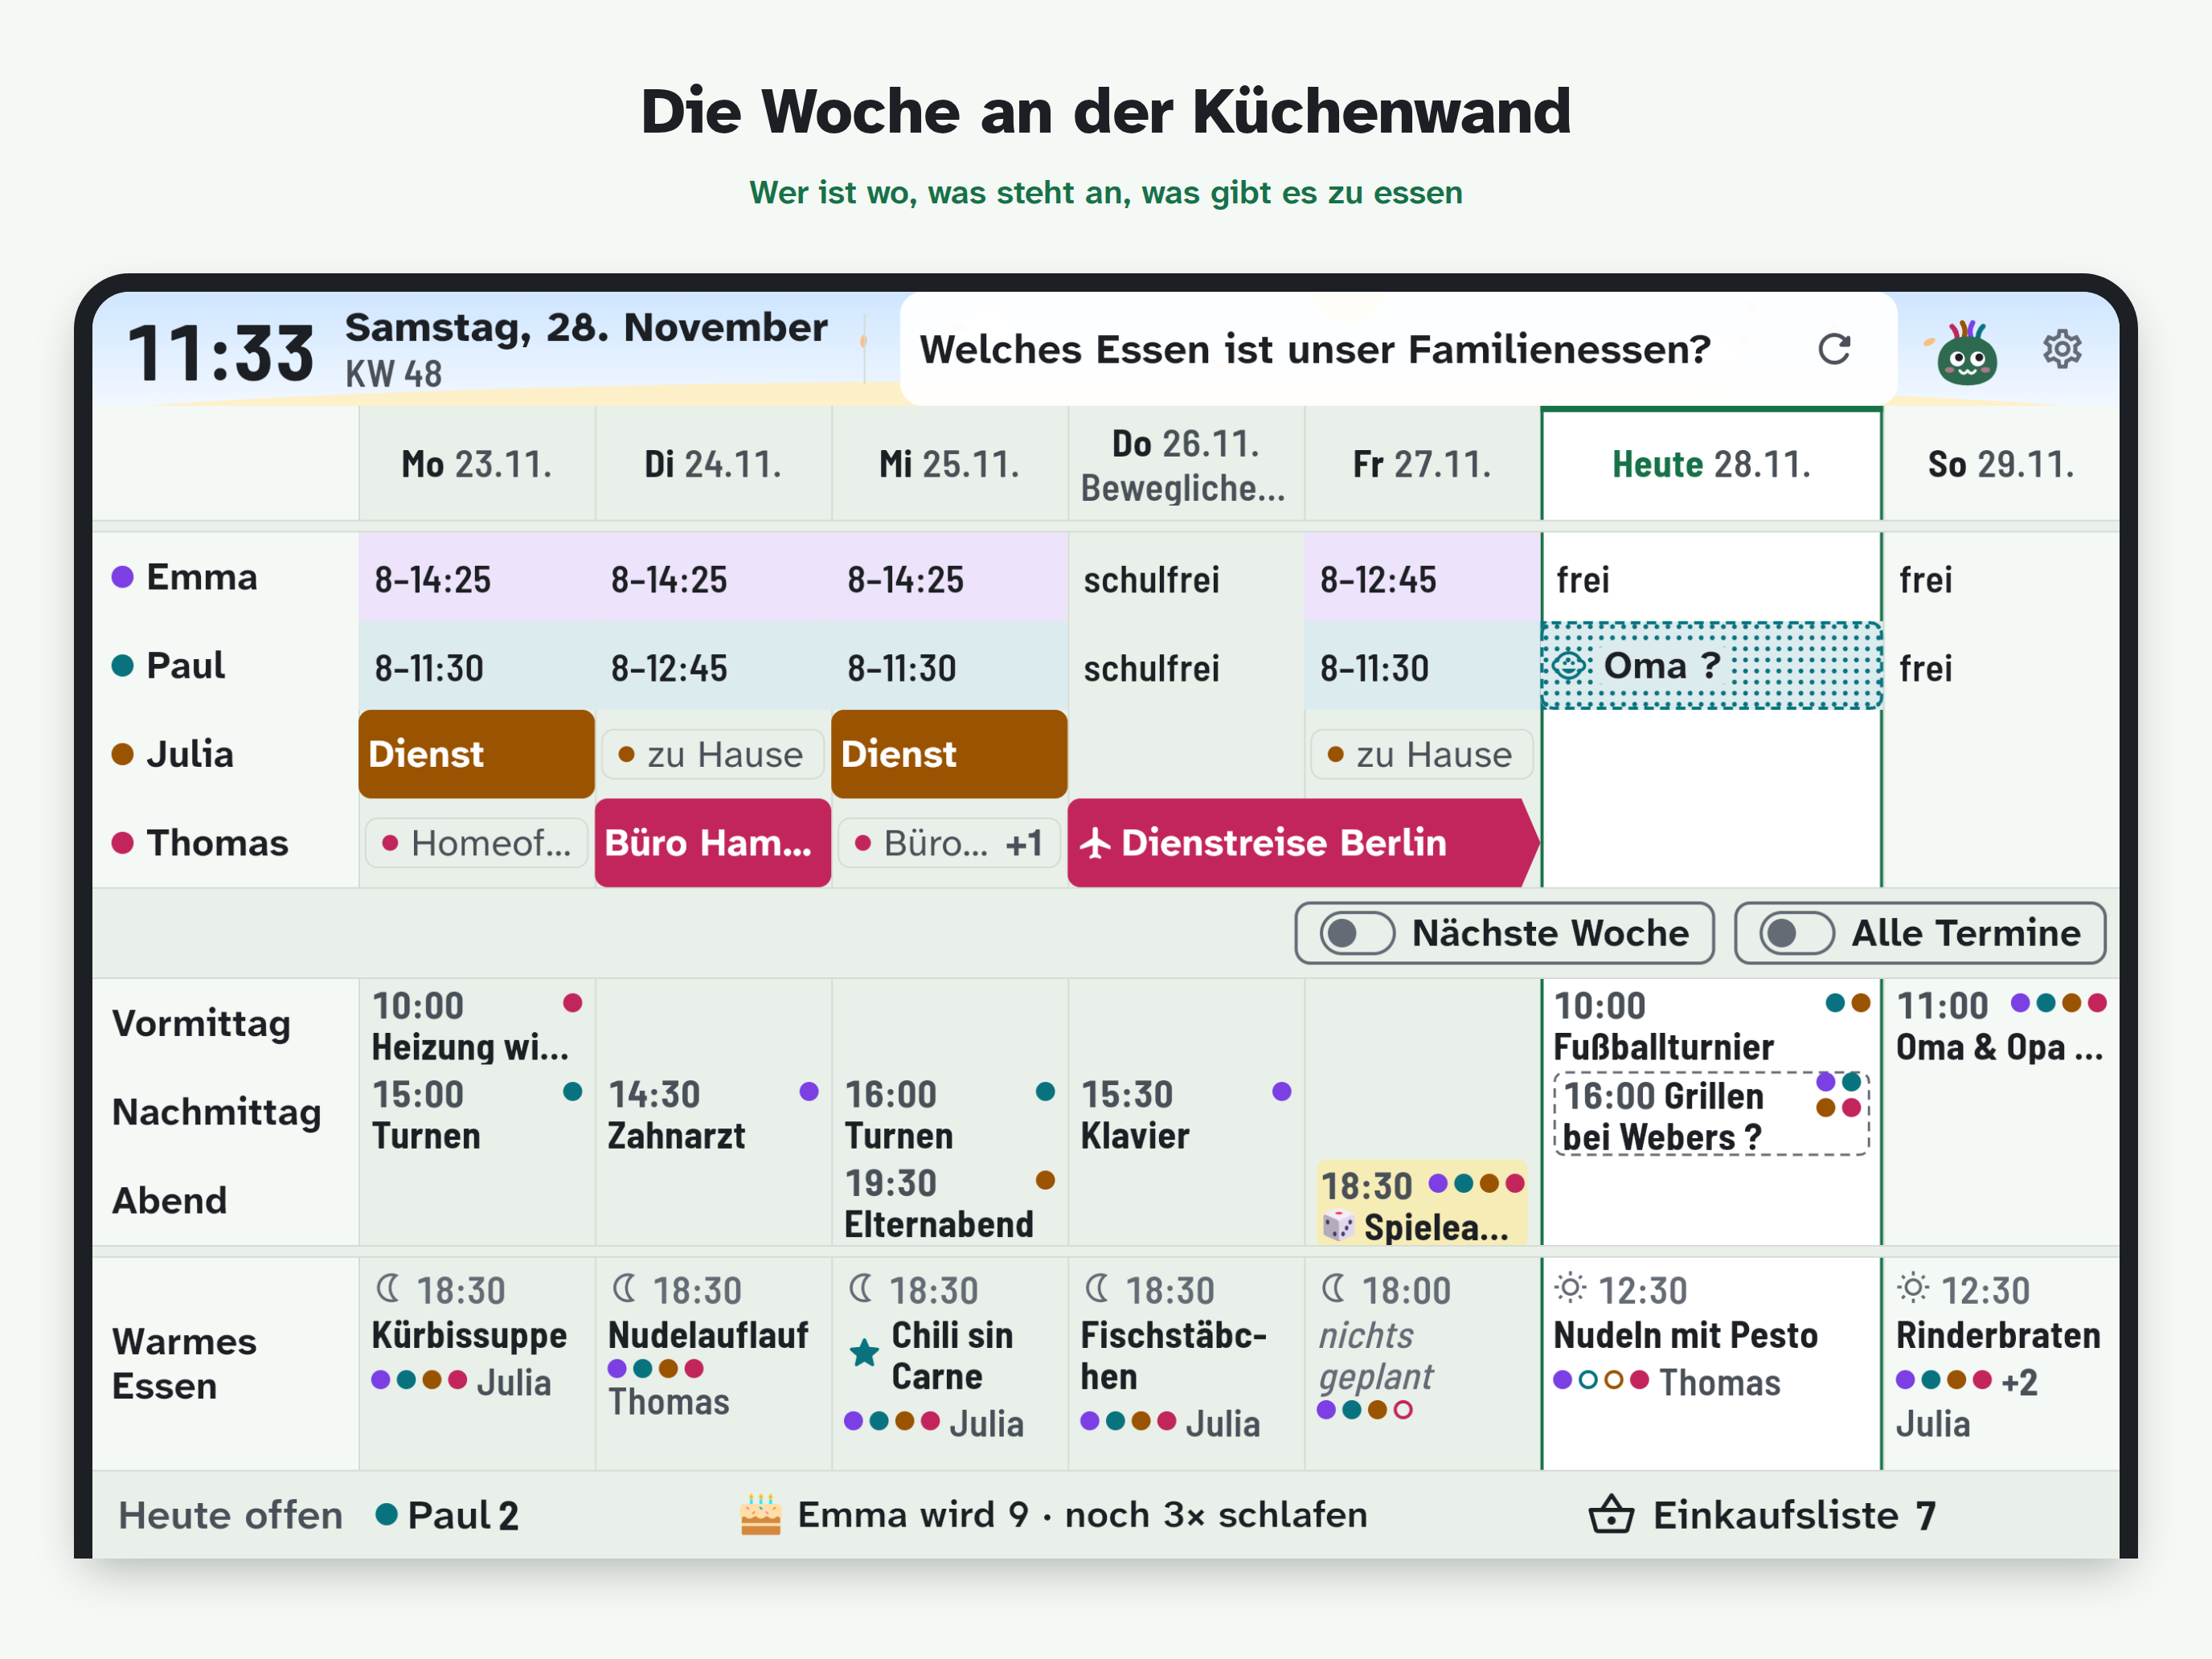 Die Woche an der Küchenwand
Wer ist wo, was steht an, was gibt es zu essen
11:33
Samstag, 28. November
KW 48
Welches Essen ist unser Familienessen?
Mo 23.11.
Di 24.11.
Mi 25.11.
Do 26.11.
Bewegliche...
Fr 27.11.
Heute 28.11.
So 29.11.
Emma
8–14:25
8–14:25
8–14:25
schulfrei
8–12:45
frei
frei
Paul
8–11:30
8–12:45
8–11:30
schulfrei
8–11:30
Oma ?
frei
Julia
Dienst
zu Hause
Dienst
zu Hause
Thomas
Homeof...
Büro Ham...
Büro... +1
Dienstreise Berlin
Nächste Woche
Alle Termine
Vormittag
10:00
Heizung wi...
10:00
Fußballturnier
11:00
Oma & Opa ...
Nachmittag
15:00
Turnen
14:30
Zahnarzt
16:00
Turnen
15:30
Klavier
16:00 Grillen
bei Webers ?
Abend
19:30
Elternabend
18:30
Spielea...
Warmes
Essen
18:30
Kürbissuppe
Julia
18:30
Nudelauflauf
Thomas
18:30
Chili sin
Carne
Julia
18:30
Fischstäbc-
hen
Julia
18:00
nichts
geplant
12:30
Nudeln mit Pesto
Thomas
12:30
Rinderbraten
+2
Julia
Heute offen
Paul 2
Emma wird 9 · noch 3× schlafen
Einkaufsliste 7